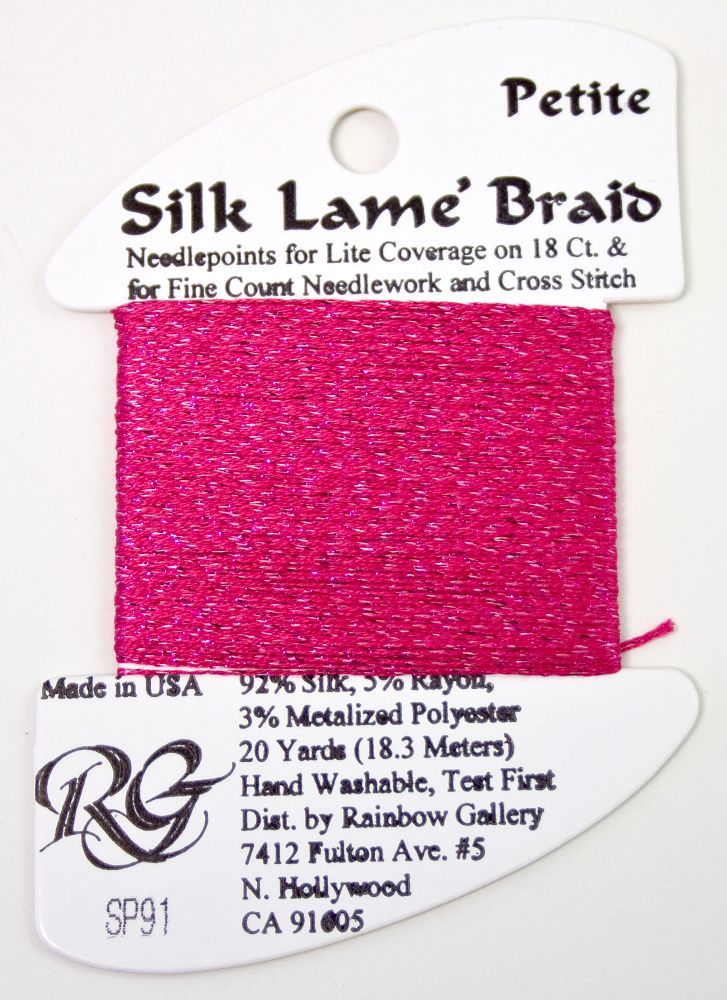 Petite
Silk Lame' Braid
Needlepoints for Lite Coverage on 18 Ct. &
for Fine Count Needlework and Cross Stitch
Made in USA
92% Silk, 5% Rayon,
3% Metalized Polyester
20 Yards (18.3 Meters)
Hand Washable, Test First
Dist. by Rainbow Gallery
7412 Fulton Ave. #5
N. Hollywood
CA 91605
RG
SP91